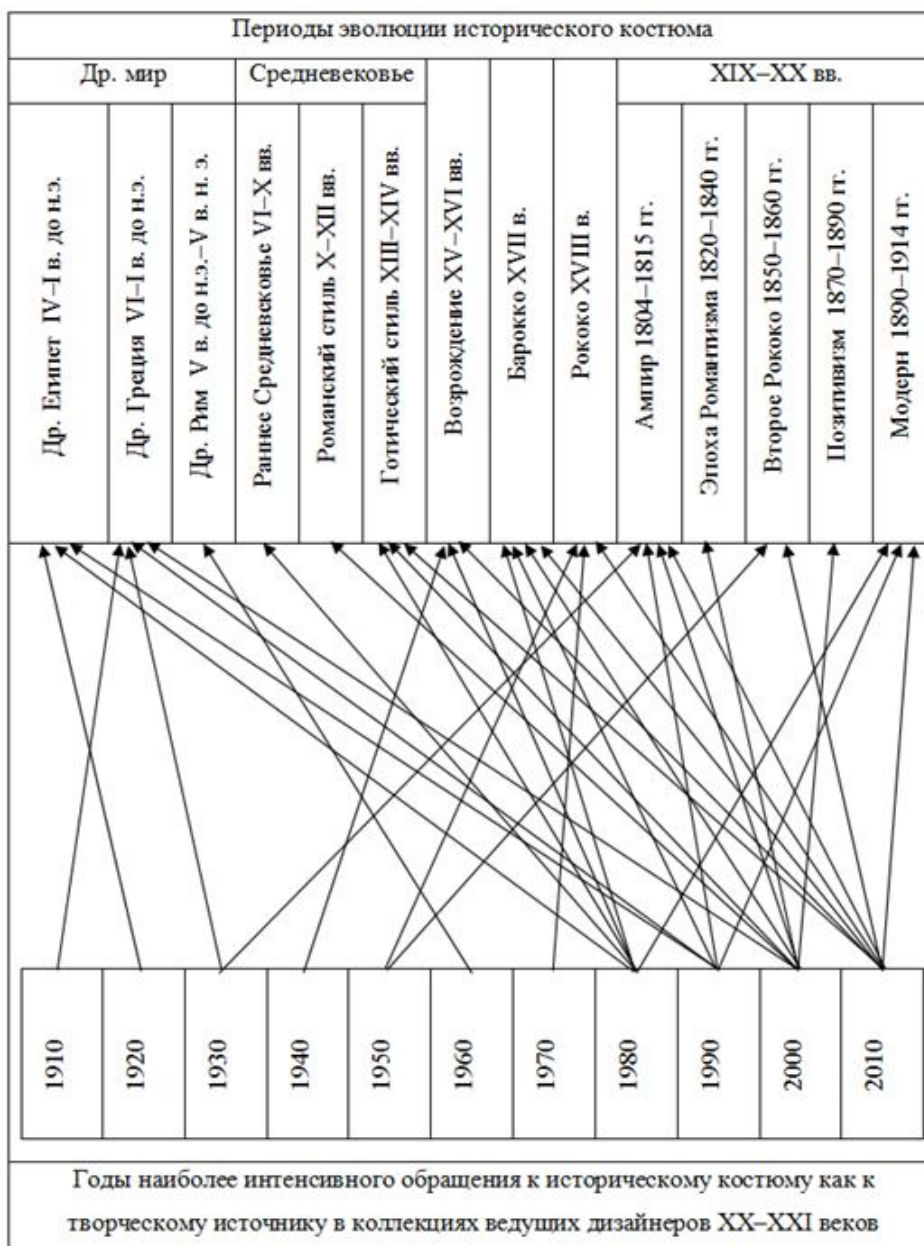 Периоды эволюции исторического костюма
Др. мир
Средневековье
XIX–XX вв.
Др. Египет IV–I в. до н.э.
Др. Греция VI–I в. до н.э.
Др. Рим V в. до н.э.–V в. н. э.
Раннее Средневековье VI–X вв.
Романский стиль X–XII вв.
Готический стиль XIII–XIV вв.
Возрождение XV–XVI вв.
Барокко XVII в.
Рококо XVIII в.
Ампир 1804–1815 гг.
Эпоха Романтизма 1820–1840 гг.
Второе Рококо 1850–1860 гг.
Позитивизм 1870–1890 гг.
Модерн 1890–1914 гг.
1910
1920
1930
1940
1950
1960
1970
1980
1990
2000
2010
Годы наиболее интенсивного обращения к историческому костюму как к
творческому источнику в коллекциях ведущих дизайнеров XX–XXI веков